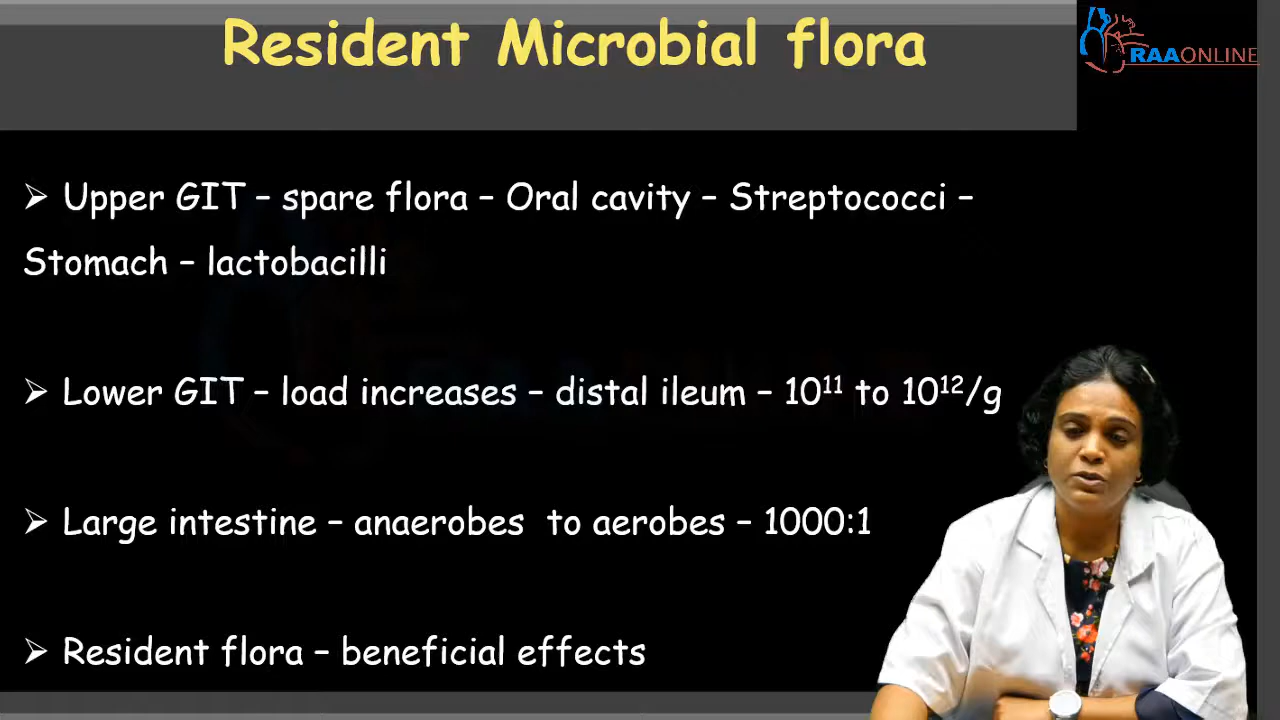 Resident Microbial flora
RAAONLINE
➢ Upper GIT – spare flora – Oral cavity – Streptococci –
Stomach – lactobacilli
➢ Lower GIT – load increases – distal ileum – 10¹¹ to 10¹²/g
➢ Large intestine – anaerobes to aerobes – 1000:1
➢ Resident flora – beneficial effects